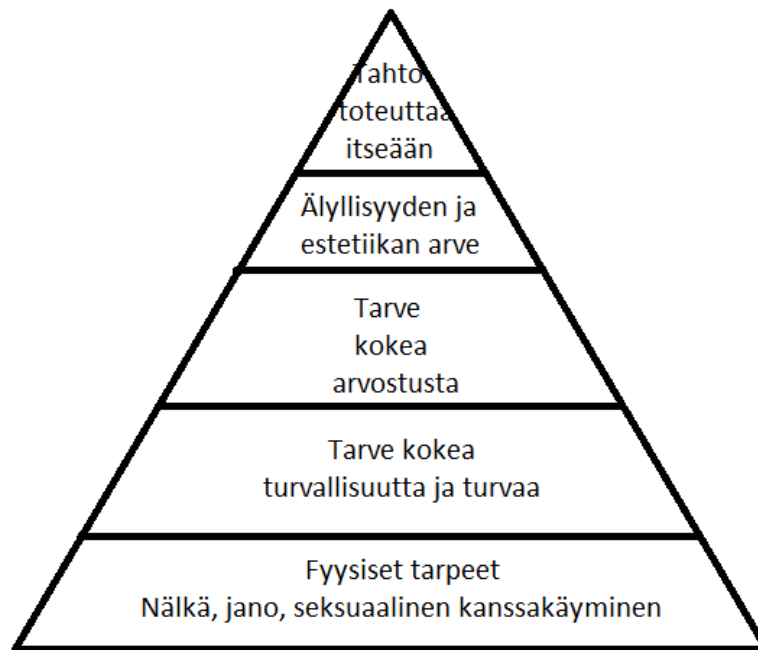 Tahto
toteuttaa
itseään
Älyllisyyden ja
estetiikan arve
Tarve
kokea
arvostusta
Tarve kokea
turvallisuutta ja turvaa
Fyysiset tarpeet
Nälkä, jano, seksuaalinen kanssakäyminen